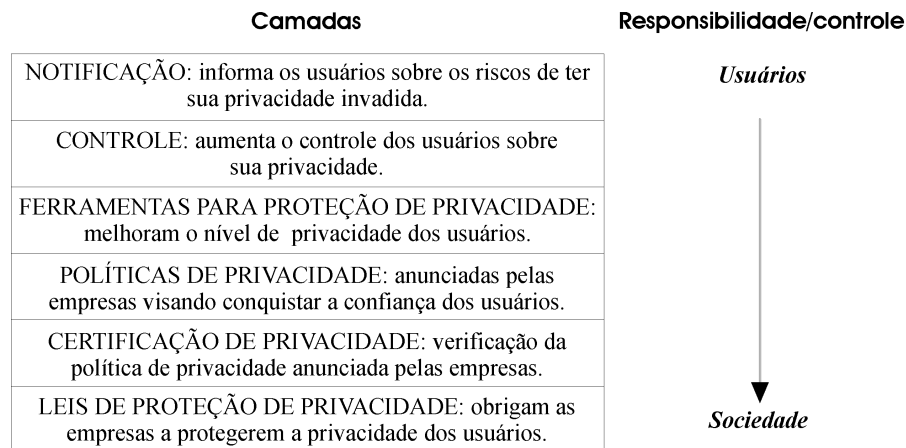 Camadas
Responsibilidade/controle
NOTIFICAÇÃO: informa os usuários sobre os riscos de ter
sua privacidade invadida.
Usuários
CONTROLE: aumenta o controle dos usuários sobre
sua privacidade.
FERRAMENTAS PARA PROTEÇÃO DE PRIVACIDADE:
melhoram o nível de privacidade dos usuários.
POLÍTICAS DE PRIVACIDADE: anunciadas pelas
empresas visando conquistar a confiança dos usuários.
CERTIFICAÇÃO DE PRIVACIDADE: verificação da
política de privacidade anunciada pelas empresas.
LEIS DE PROTEÇÃO DE PRIVACIDADE: obrigam as
empresas a protegerem a privacidade dos usuários.
Sociedade